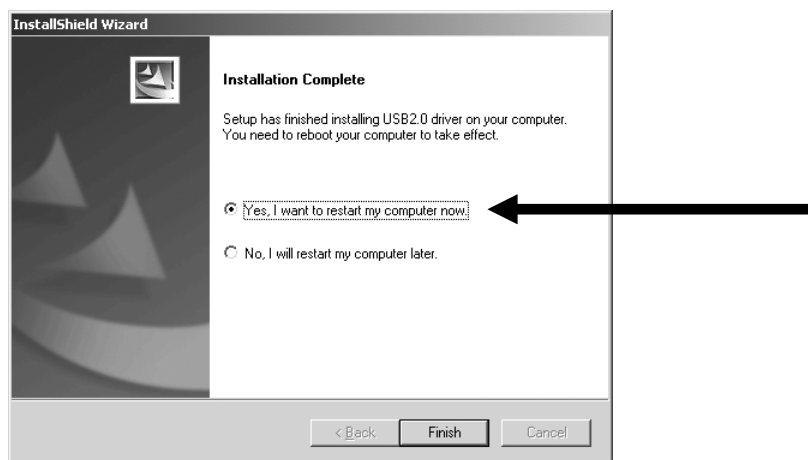 InstallShield Wizard
Installation Complete
Setup has finished installing USB2.0 driver on your computer.
You need to reboot your computer to take effect.
Yes, I want to restart my computer now.
No, I will restart my computer later.
< Back
Finish
Cancel